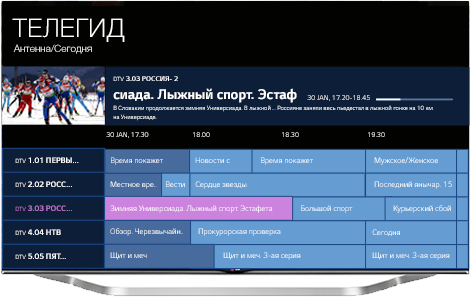 ТЕЛЕГИД
Антенна/Сегодня
DTV 3.03 РОССИЯ- 2
сиада. Лыжный спорт. Эстаф 30 JAN, 17.20-18.45
В Словакии продолжается зимняя Универсиада. В лыжной... Россияне заняли весь пьедестал в лыжной гонке на 10 км
на Универсиаде.
30 JAN, 17.30 18.00 18.30 19.30
DTV 1.01 ПЕРВЫ... Время покажет Новости с Время покажет Мужское/Женское
DTV 2.02 РОСС... Местное вре. Вести Сердце звезды Последний янычар. 15
DTV 3.03 РОСС... Зимняя Универсиада. Лыжный спорт. Эстафета Большой спорт Курьерский сбой
DTV 4.04 НТВ Обзор. Черезвычайн. Прокурорская проверка Сегодня
DTV 5.05 ПЯТ... Щит и меч Щит и меч. 3-ая серия Щит и меч. 3-ая серия